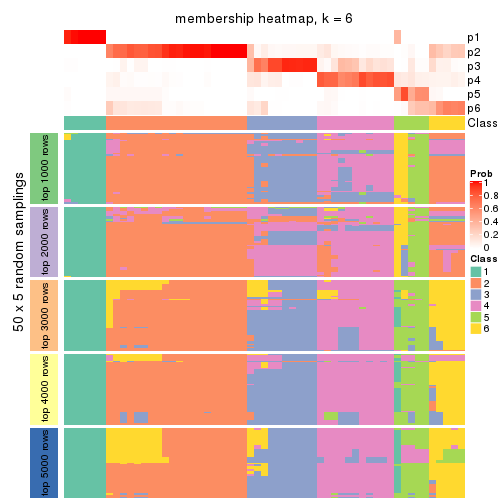 membership heatmap, k = 6
p1
p2
p3
p4
p5
p6
Class
50 x 5 random samplings
top 1000 rows
top 2000 rows
top 3000 rows
top 4000 rows
top 5000 rows
Prob
1
0.8
0.6
0.4
0.2
0
Class
1
2
3
4
5
6